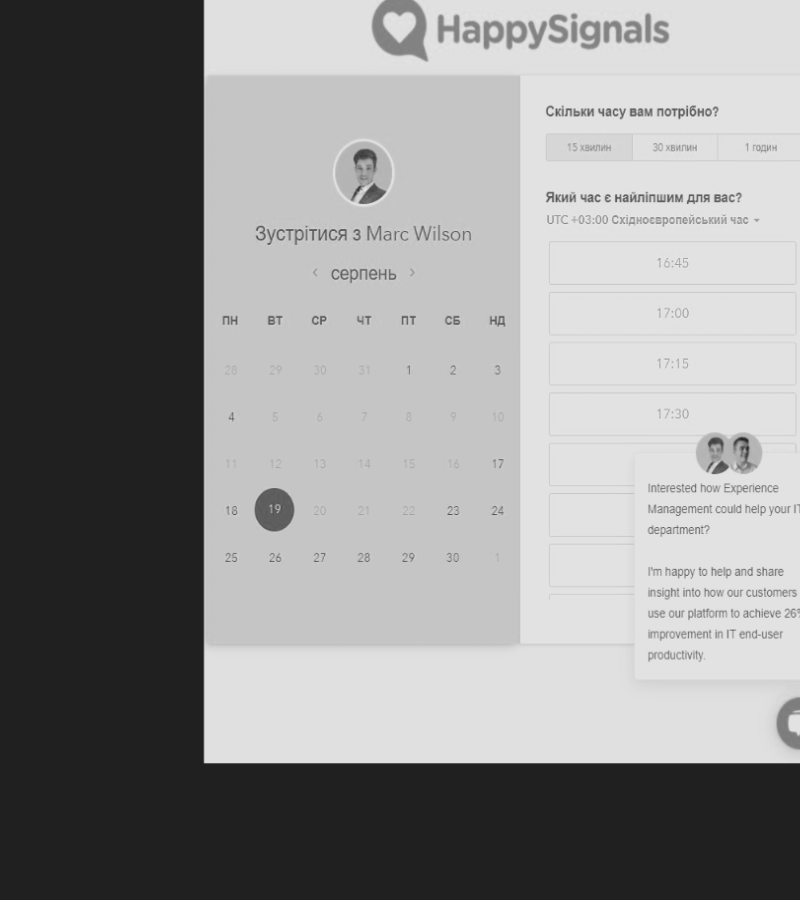 HappySignals
Зустрітися з Marc Wilson
серпень
ПН ВТ СР ЧТ ПТ СБ НД
28 29 30 31 1 2 3
4 5 6 7 8 9 10
11 12 13 14 15 16 17
18 19 20 21 22 23 24
25 26 27 28 29 30 1
Скільки часу вам потрібно?
15 хвилин 30 хвилин 1 годин
Який час є найліпшим для вас?
UTC +03:00 Східноєвропейський час
16:45
17:00
17:15
17:30
Interested how Experience
Management could help your IT
department?
I'm happy to help and share
insight into how our customers
use our platform to achieve 26%
improvement in IT end-user
productivity.